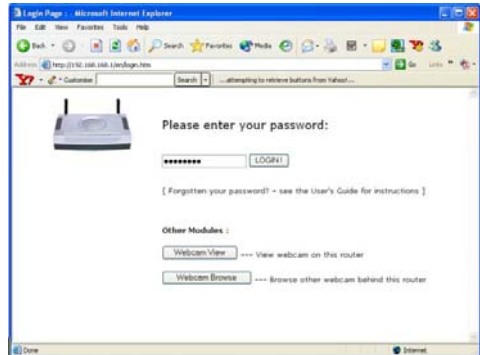 Login Page : - Microsoft Internet Explorer
File Edit View Favorites Tools Help
Back Search Favorites Media
Address http://192.168.168.1/en/login.htm Go Links
Y7 Customize Search ...attempting to retrieve buttons from Yahoo!...
Please enter your password:
•••••••• LOGIN!
[ Forgotten your password? - see the User's Guide for instructions ]
Other Modules :
Webcam View --- View webcam on this router
Webcam Browse --- Browse other webcam behind this router
Done Internet